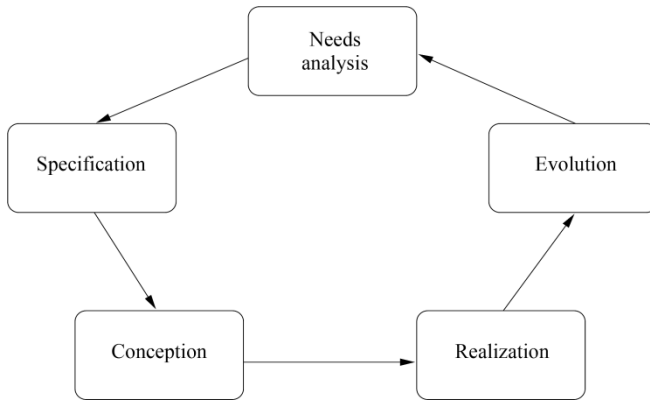 Needs
analysis
Specification
Evolution
Conception
Realization